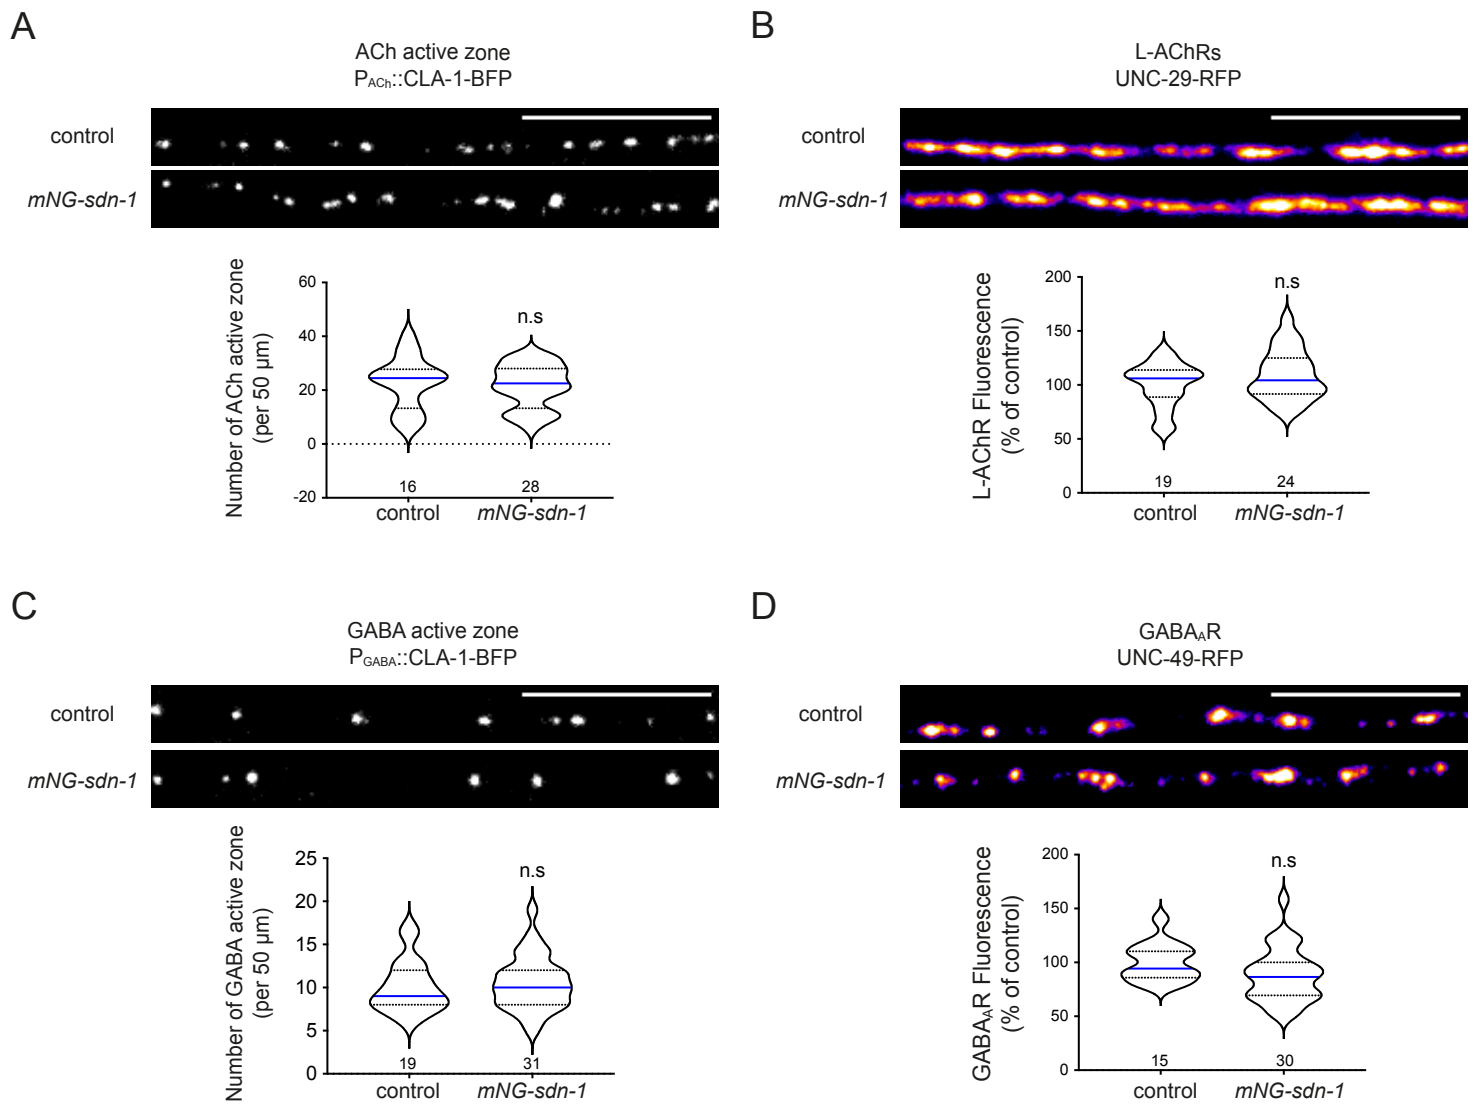 A
ACh active zone
PACh::CLA-1-BFP
control
mNG-sdn-1
Number of ACh active zone
(per 50 µm)
60
40
20
0
-20
n.s
16
28
control
mNG-sdn-1
B
L-AChRs
UNC-29-RFP
control
mNG-sdn-1
L-AChR Fluorescence
(% of control)
200
150
100
50
0
n.s
19
24
control
mNG-sdn-1
C
GABA active zone
PGABA::CLA-1-BFP
control
mNG-sdn-1
Number of GABA active zone
(per 50 µm)
25
20
15
10
5
0
n.s
19
31
control
mNG-sdn-1
D
GABAAR
UNC-49-RFP
control
mNG-sdn-1
GABAAR Fluorescence
(% of control)
200
150
100
50
0
n.s
15
30
control
mNG-sdn-1